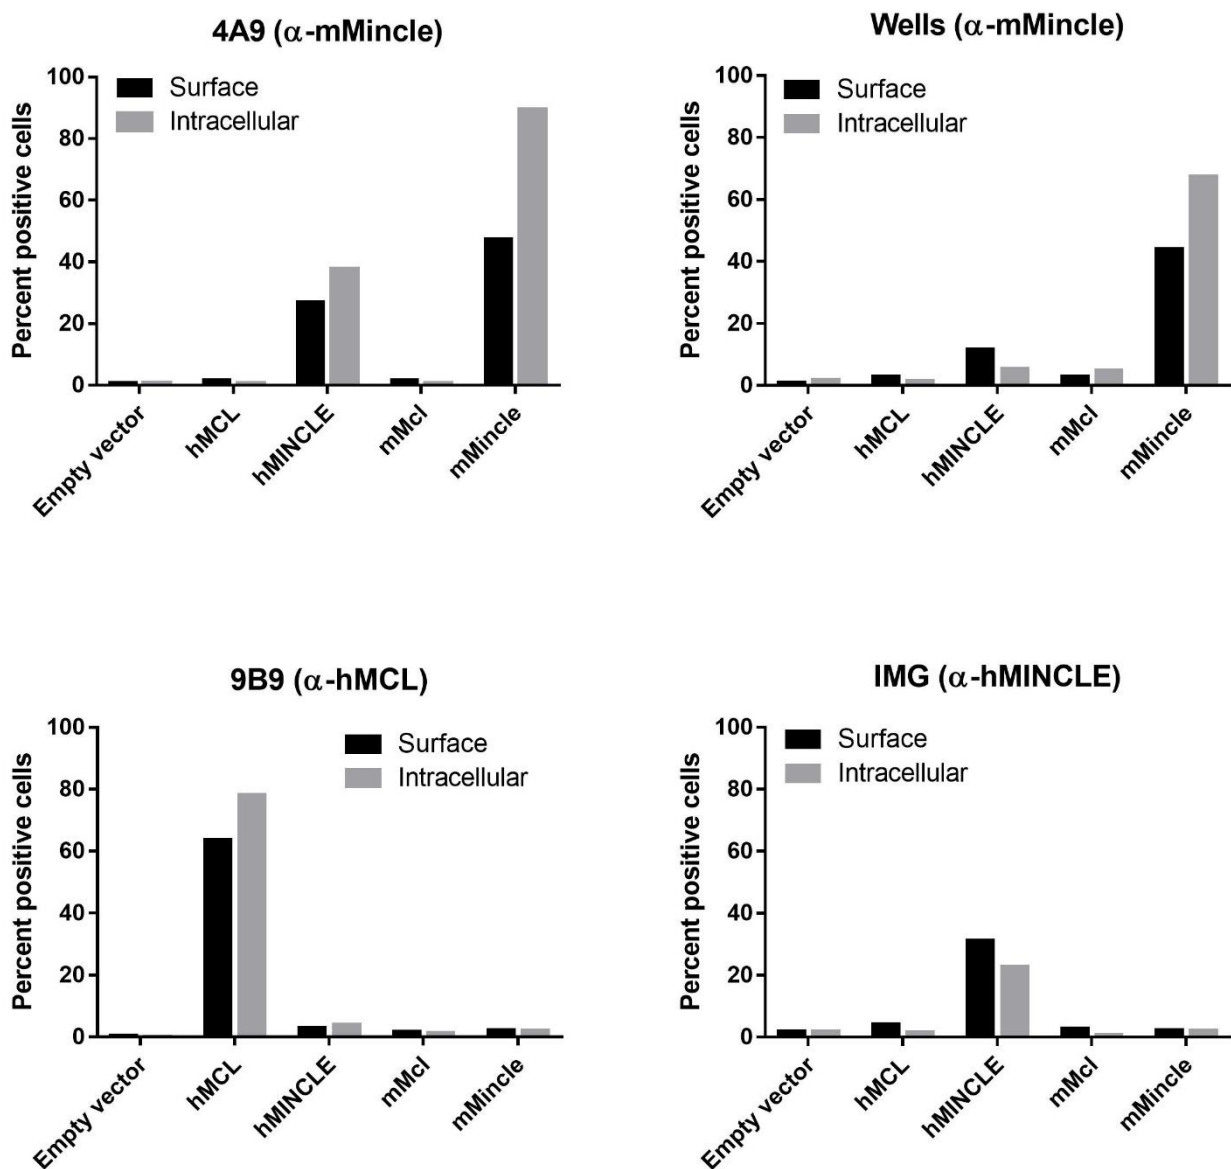 4A9 (α-mMincle)
Percent positive cells
100
80
60
40
20
0
Surface
Intracellular
Empty vector
hMCL
hMINCLE
mMcl
mMincle
Wells (α-mMincle)
Percent positive cells
100
80
60
40
20
0
Surface
Intracellular
Empty vector
hMCL
hMINCLE
mMcl
mMincle
9B9 (α-hMCL)
Percent positive cells
100
80
60
40
20
0
Surface
Intracellular
Empty vector
hMCL
hMINCLE
mMcl
mMincle
IMG (α-hMINCLE)
Percent positive cells
100
80
60
40
20
0
Surface
Intracellular
Empty vector
hMCL
hMINCLE
mMcl
mMincle